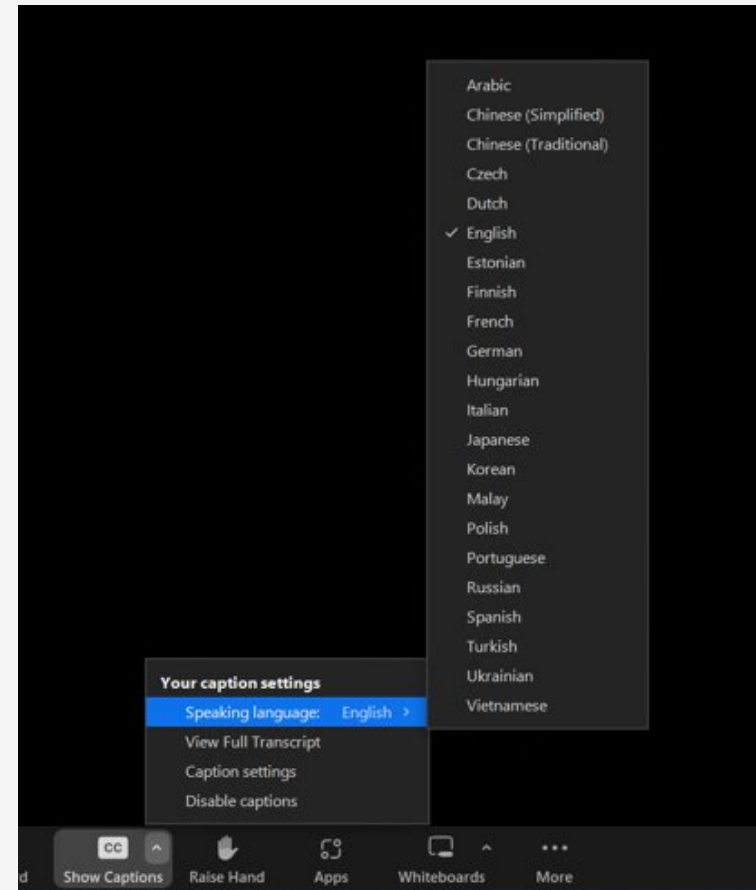 Arabic
Chinese (Simplified)
Chinese (Traditional)
Czech
Dutch
English
Estonian
Finnish
French
German
Hungarian
Italian
Japanese
Korean
Malay
Polish
Portuguese
Russian
Spanish
Turkish
Ukrainian
Vietnamese
Your caption settings
Speaking language: English >
View Full Transcript
Caption settings
Disable captions
CC
d Show Captions Raise Hand Apps Whiteboards More